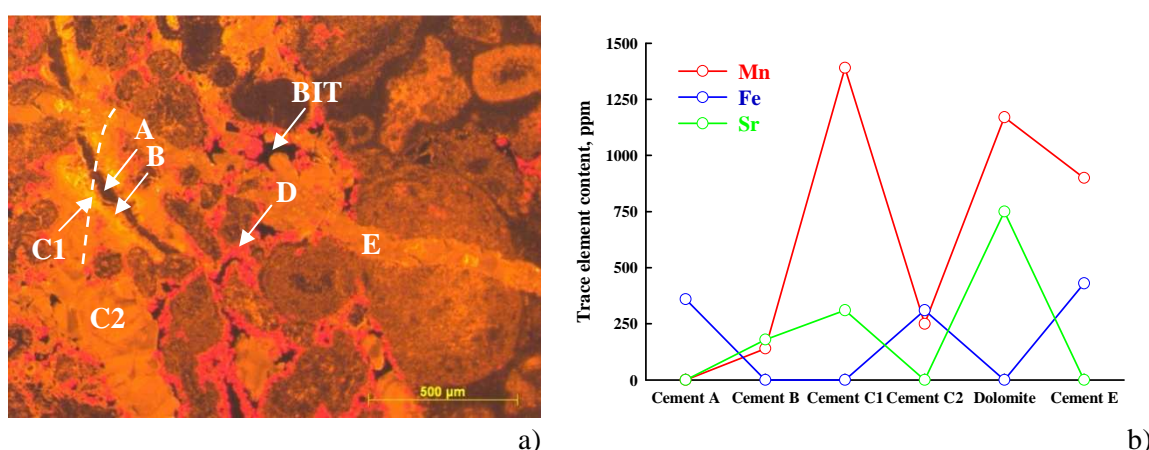 BIT
A
B
D
C1
E
C2
500 µm
a)
1500
1250
1000
750
500
250
0
Trace element content, ppm
Mn
Fe
Sr
Cement A Cement B Cement C1 Cement C2 Dolomite Cement E
b)